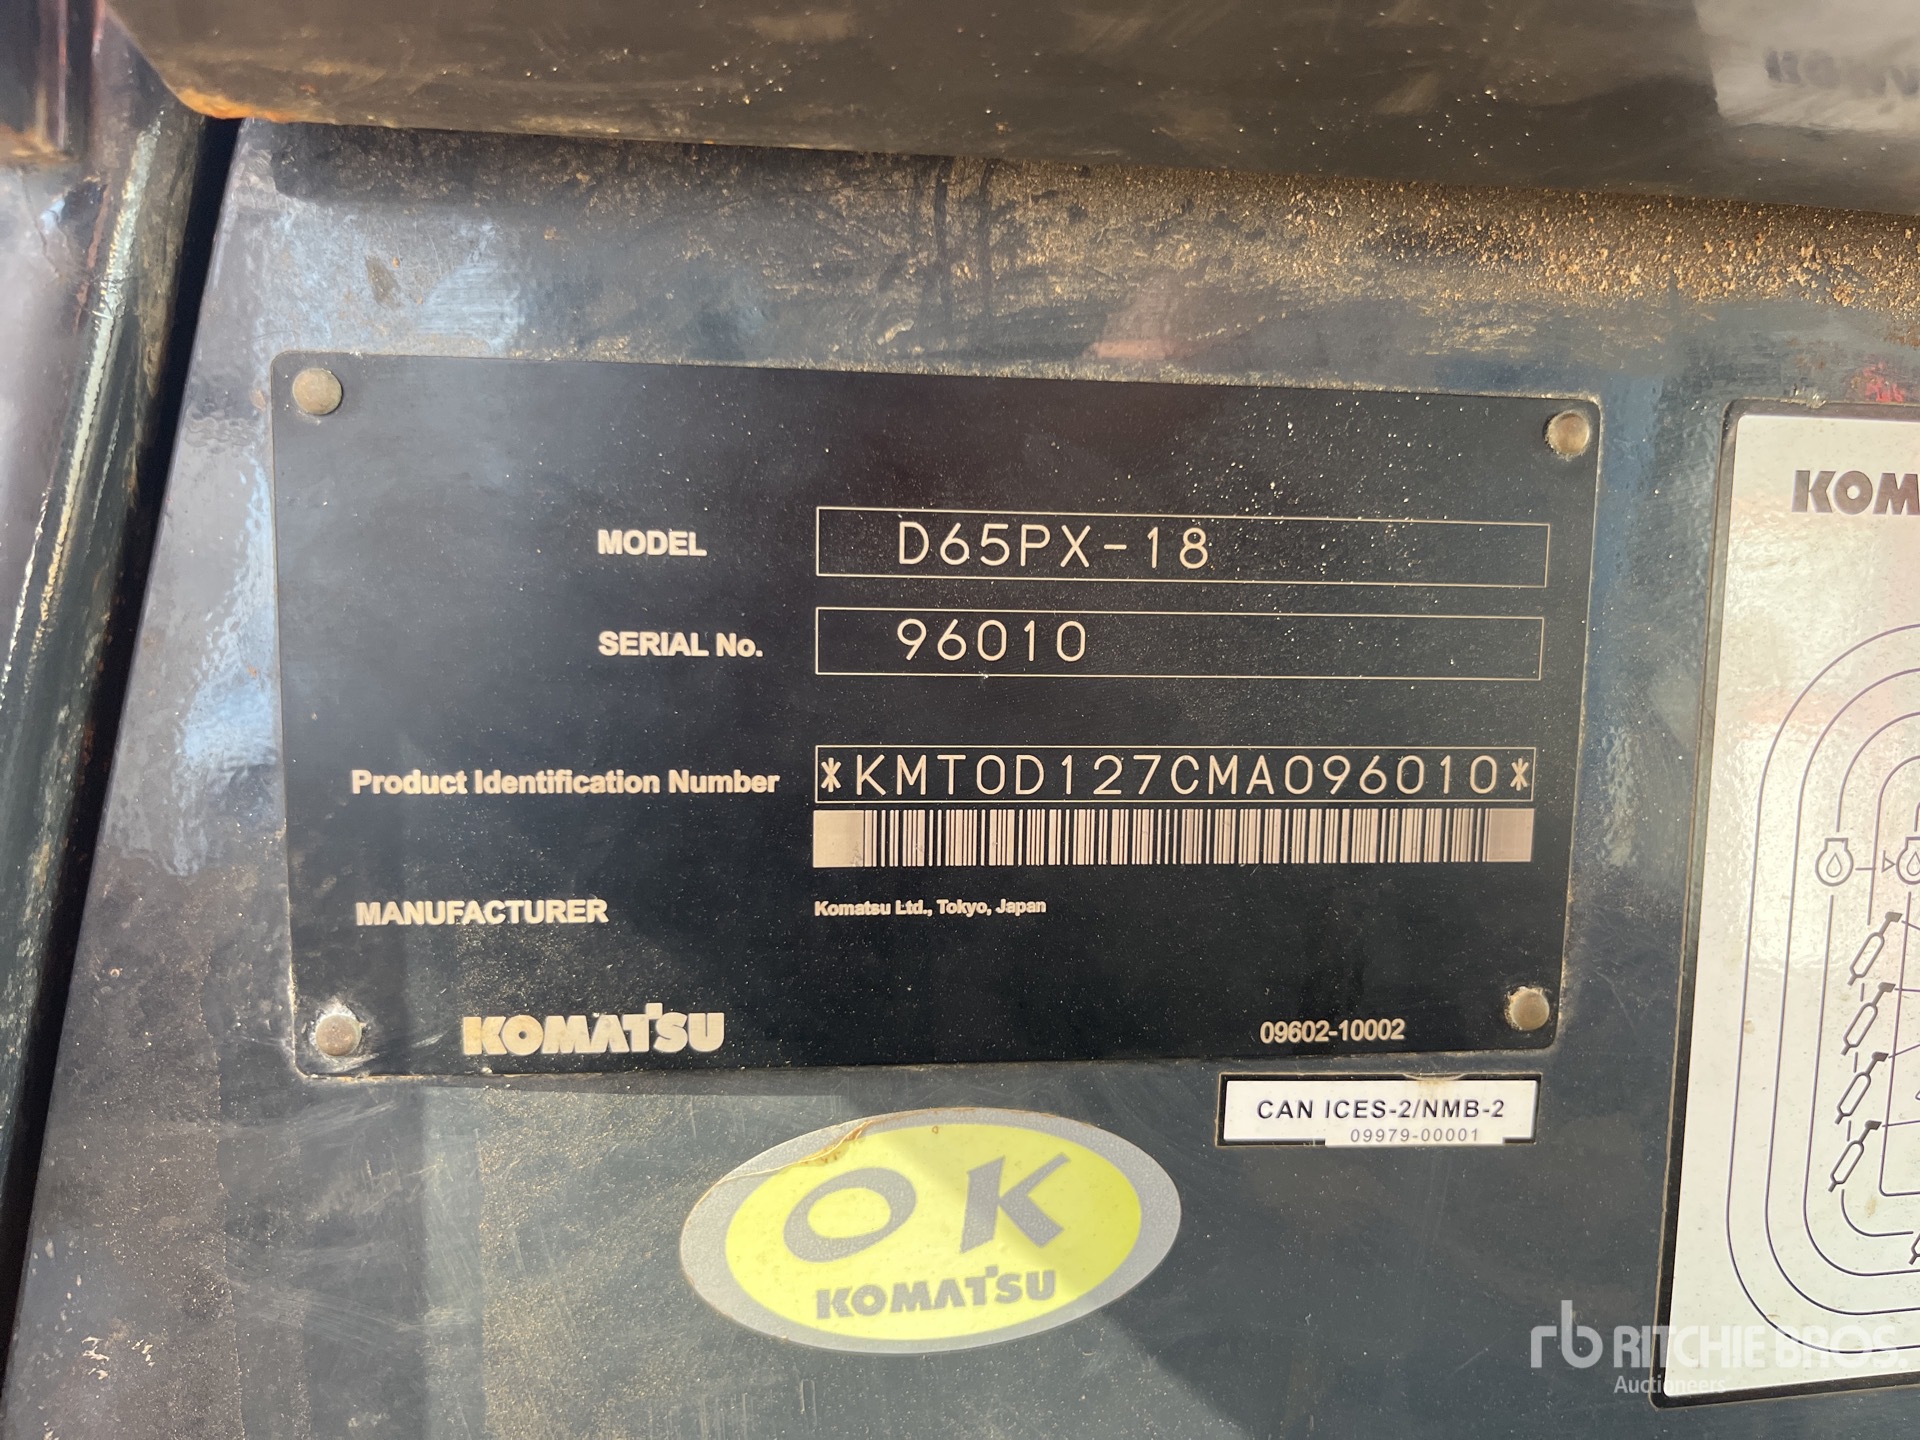 MODEL D65PX-18
SERIAL No. 96010
Product Identification Number *KMT0D127CMA096010*
MANUFACTURER Komatsu Ltd., Tokyo, Japan
KOMATSU 09602-10002
CAN ICES-2/NMB-2
09979-00001
OK
KOMATSU
KOM
rb RITCHIE BROS.
Auctioneers